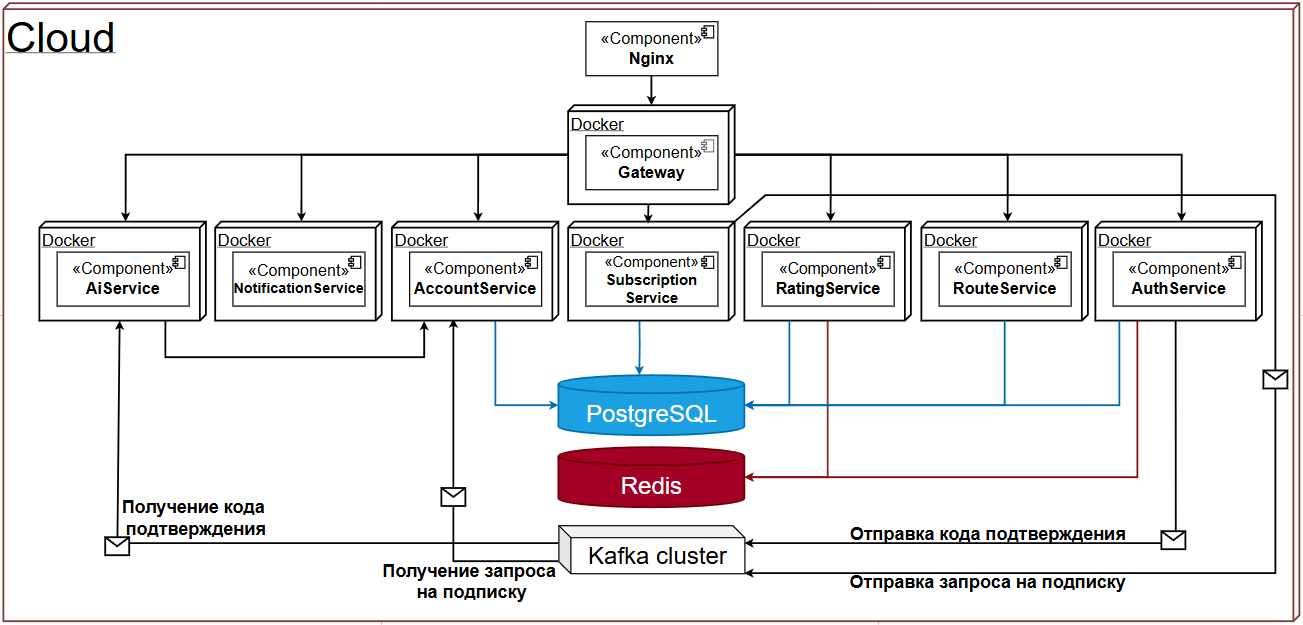 Cloud
«Component»
Nginx
Docker
«Component»
Gateway
Docker
«Component»
AiService
Docker
«Component»
NotificationService
Docker
«Component»
AccountService
Docker
«Component»
Subscription
Service
Docker
«Component»
RatingService
Docker
«Component»
RouteService
Docker
«Component»
AuthService
PostgreSQL
Redis
Получение кода
подтверждения
Kafka cluster
Отправка кода подтверждения
Получение запроса
на подписку
Отправка запроса на подписку